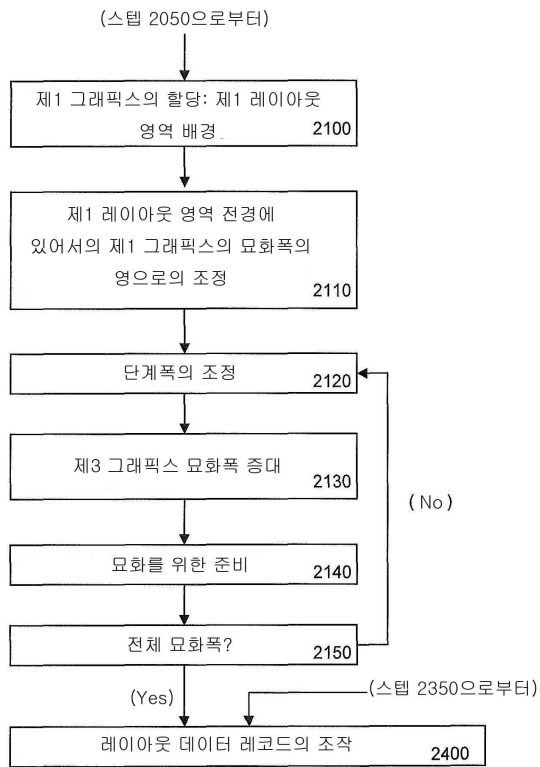 (스텝 2050으로부터)
제1 그래픽스의 할당: 제1 레이아웃
영역 배경
2100
제1 레이아웃 영역 전경에
있어서의 제1 그래픽스의 묘화폭의
영으로의 조정
2110
단계폭의 조정
2120
제3 그래픽스 묘화폭 증대
2130
(No)
묘화를 위한 준비
2140
전체 묘화폭?
2150
(Yes)
(스텝 2350으로부터)
레이아웃 데이터 레코드의 조작
2400